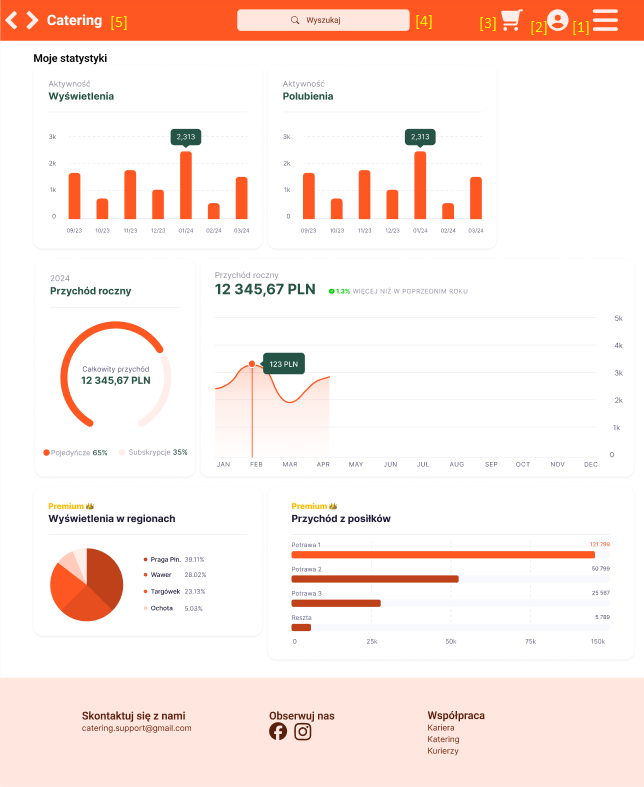 Catering [5]
Wyszukaj [4]
[3] [2] [1]
Moje statystyki
Aktywność
Wyświetlenia
3k
2k
1k
0
2,313
09/23 10/23 11/23 12/23 01/24 02/24 03/24
Aktywność
Polubienia
3k
2k
1k
0
2,313
09/23 10/23 11/23 12/23 01/24 02/24 03/24
2024
Przychód roczny
Całkowity przychód
12 345,67 PLN
Pojedyńcze 65% Subskrypcje 35%
Przychód roczny
12 345,67 PLN 1.3% WIĘCEJ NIŻ W POPRZEDNIM ROKU
123 PLN
5k
4k
3k
2k
1k
0
JAN FEB MAR APR MAY JUN JUL AUG SEP OCT NOV DEC
Premium
Wyświetlenia w regionach
Praga Płn. 39.11%
Wawer 28.02%
Targówek 23.13%
Ochota 5.03%
Premium
Przychód z posiłków
Potrawa 1 121 799
Potrawa 2 50 799
Potrawa 3 25 587
Reszta 5 789
0 25k 50k 75k 150k
Skontaktuj się z nami
catering.support@gmail.com
Obserwuj nas
Współpraca
Kariera
Katering
Kurierzy